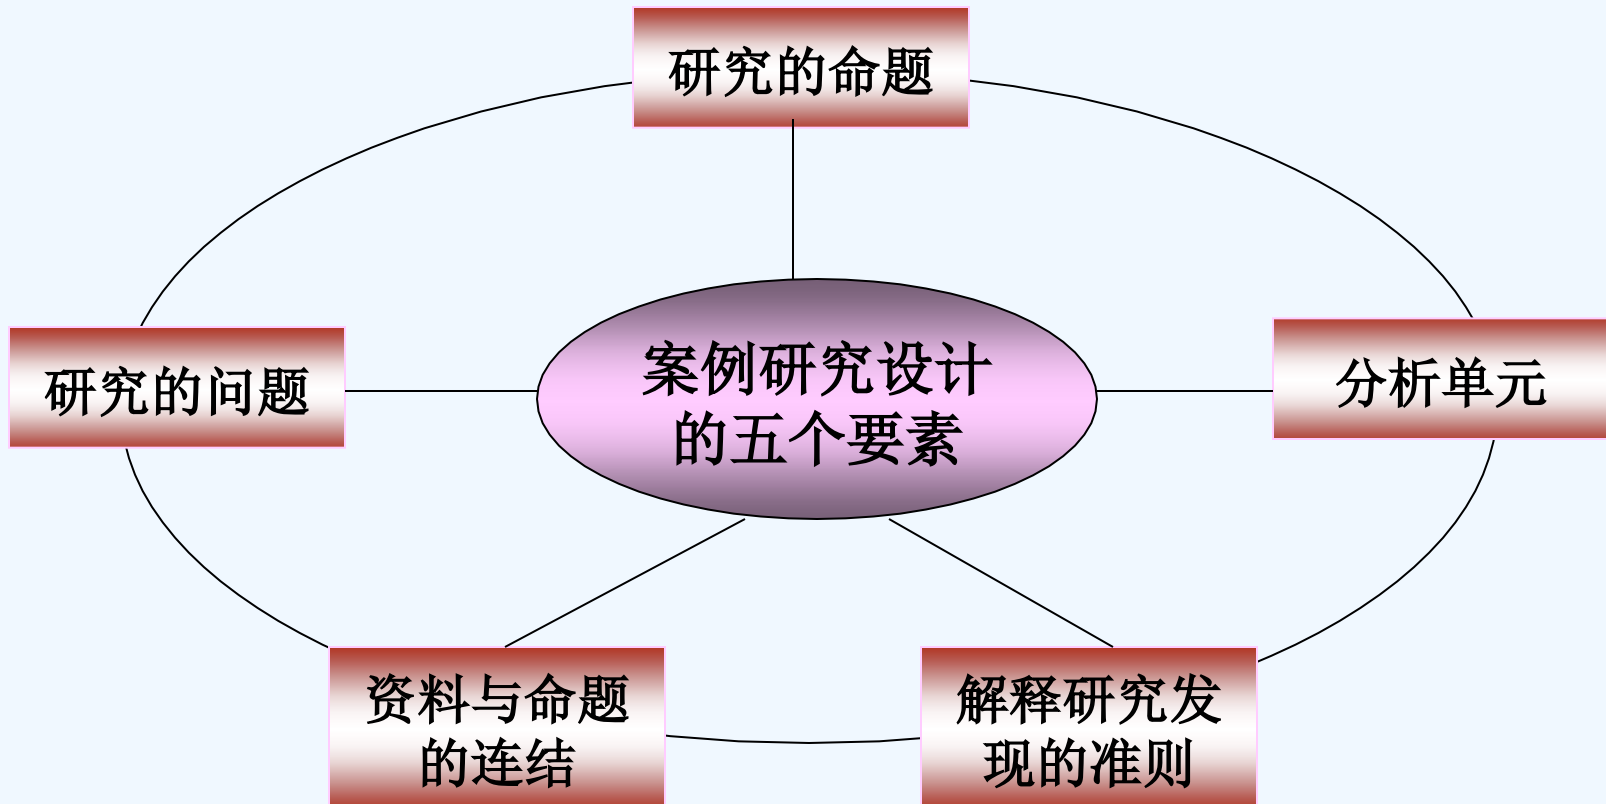 研究的命题
案例研究设计
的五个要素
研究的问题
分析单元
资料与命题
的连结
解释研究发
现的准则